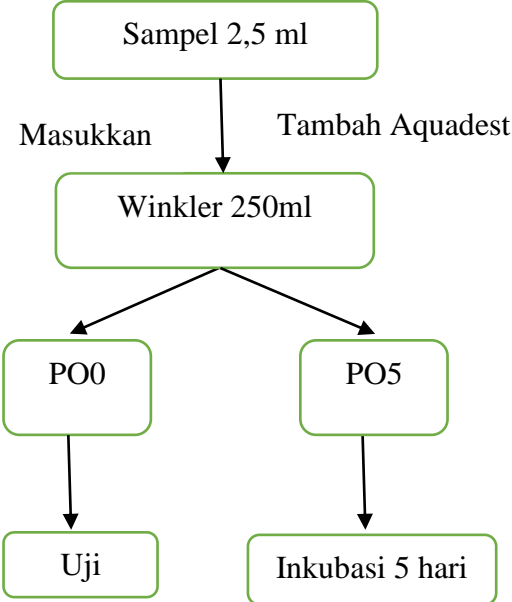 Sampel 2,5 ml
Masukkan
Tambah Aquadest
Winkler 250ml
PO0
PO5
Uji
Inkubasi 5 hari